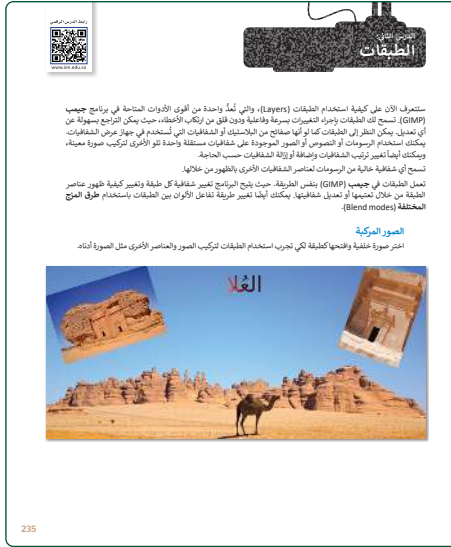 رابط الدرس الرقمي
www.ien.edu.sa
الدرس الثاني:
الطبقات
سنتعرف الآن على كيفية استخدام الطبقات (Layers)، والتي تُعدُّ واحدة من أقوى الأدوات المتاحة في برنامج جيمب
(GIMP). تسمح لك الطبقات بإجراء التغييرات بسرعة وفاعلية ودون قلق من ارتكاب الأخطاء، حيث يمكن التراجع بسهولة عن
أي تعديل. يمكن النظر إلى الطبقات كما لو أنها صفائح من البلاستيك أو الشفافيات التي تُستخدم في جهاز عرض الشفافيات.
يمكنك استخدام الرسومات أو النصوص أو الصور الموجودة على شفافيات مستقلة واحدة تلو الأخرى لتركيب صورة معينة،
ويمكنك أيضاً تغيير ترتيب الشفافيات وإضافة أو إزالة الشفافيات حسب الحاجة.
تسمح أي شفافية خالية من الرسومات لعناصر الشفافيات الأخرى بالظهور من خلالها.
تعمل الطبقات في جيمب (GIMP) بنفس الطريقة. حيث يتيح البرنامج تغيير شفافية كل طبقة وتغيير كيفية ظهور عناصر
الطبقة من خلال تعتيمها أو تعديل شفافيتها. يمكنك أيضًا تغيير طريقة تفاعل الألوان بين الطبقات باستخدام طرق المزج
المختلفة (Blend modes).
الصور المركبة
اختر صورة خلفية وافتحها كطبقة لكي تجرب استخدام الطبقات لتركيب الصور والعناصر الأخرى مثل الصورة أدناه.
العُلا
235